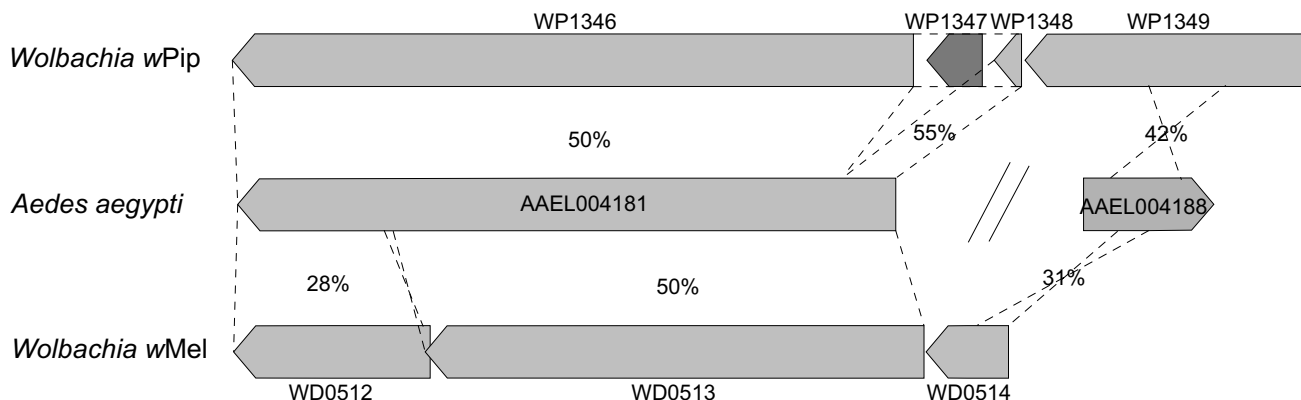 WP1346 WP1347 WP1348 WP1349
Wolbachia wPip
50% 55% 42%
Aedes aegypti AAEL004181 AAEL004188
28% 50% 31%
Wolbachia wMel
WD0512 WD0513 WD0514